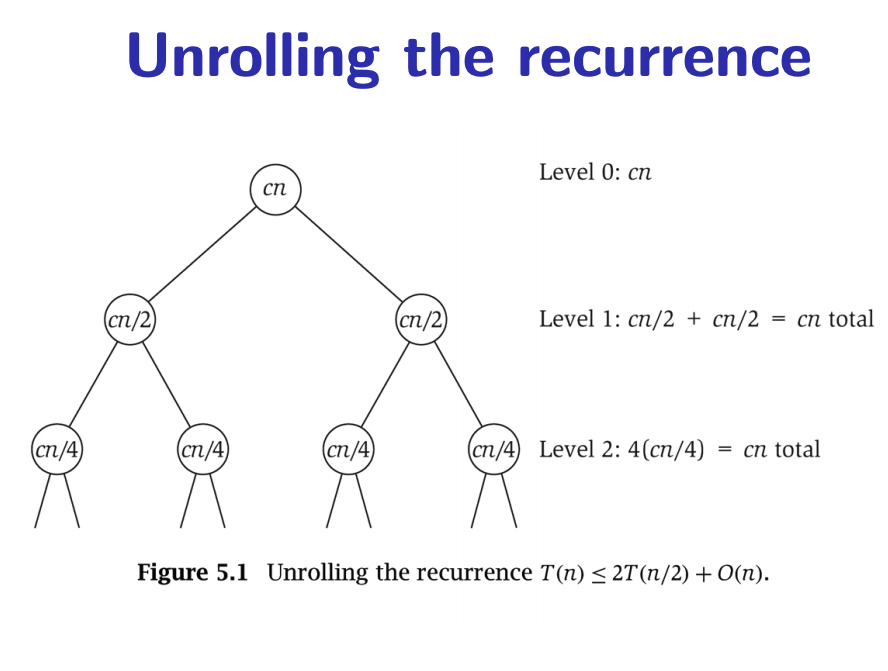 Unrolling the recurrence
cn
Level 0: cn
cn/2 cn/2
Level 1: cn/2 + cn/2 = cn total
cn/4 cn/4 cn/4 cn/4
Level 2: 4(cn/4) = cn total
Figure 5.1 Unrolling the recurrence T(n) ≤ 2T(n/2) + O(n).